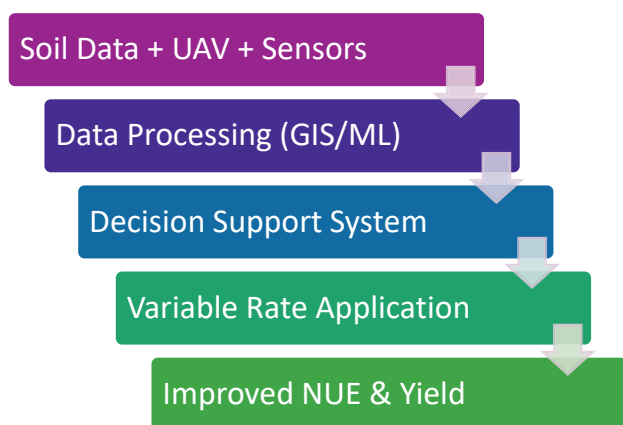 Soil Data + UAV + Sensors
Data Processing (GIS/ML)
Decision Support System
Variable Rate Application
Improved NUE & Yield